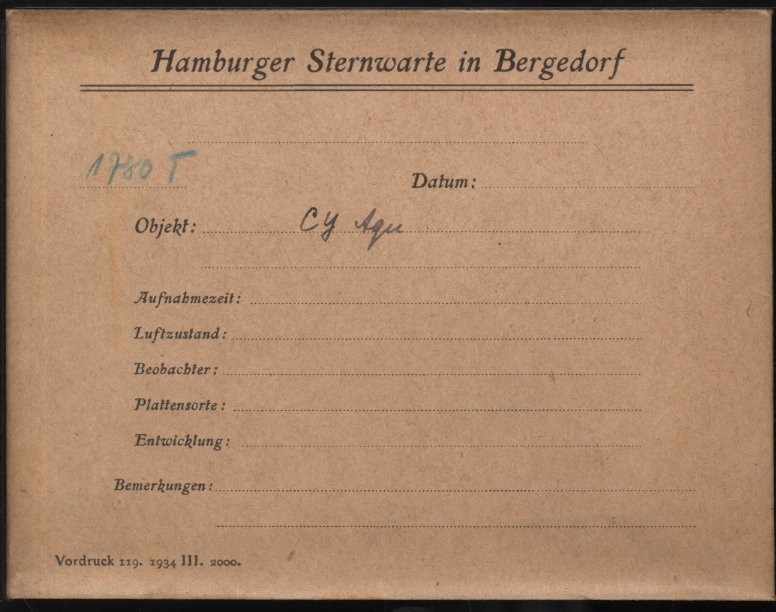 Hamburger Sternwarte in Bergedorf
1780 T
Datum:
Objekt: CY Aqu
Aufnahmezeit:
Luftzustand:
Beobachter:
Plattensorte:
Entwicklung:
Bemerkungen:
Vordruck 119. 1934 III. 2000.